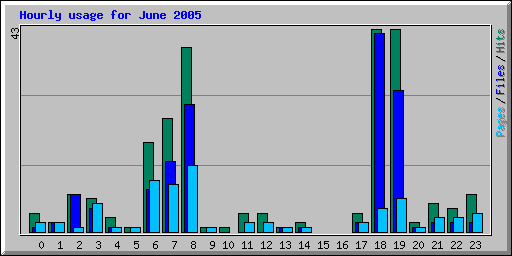 Hourly usage for June 2005
43
Pages/Files/Hits
0 1 2 3 4 5 6 7 8 9 10 11 12 13 14 15 16 17 18 19 20 21 22 23